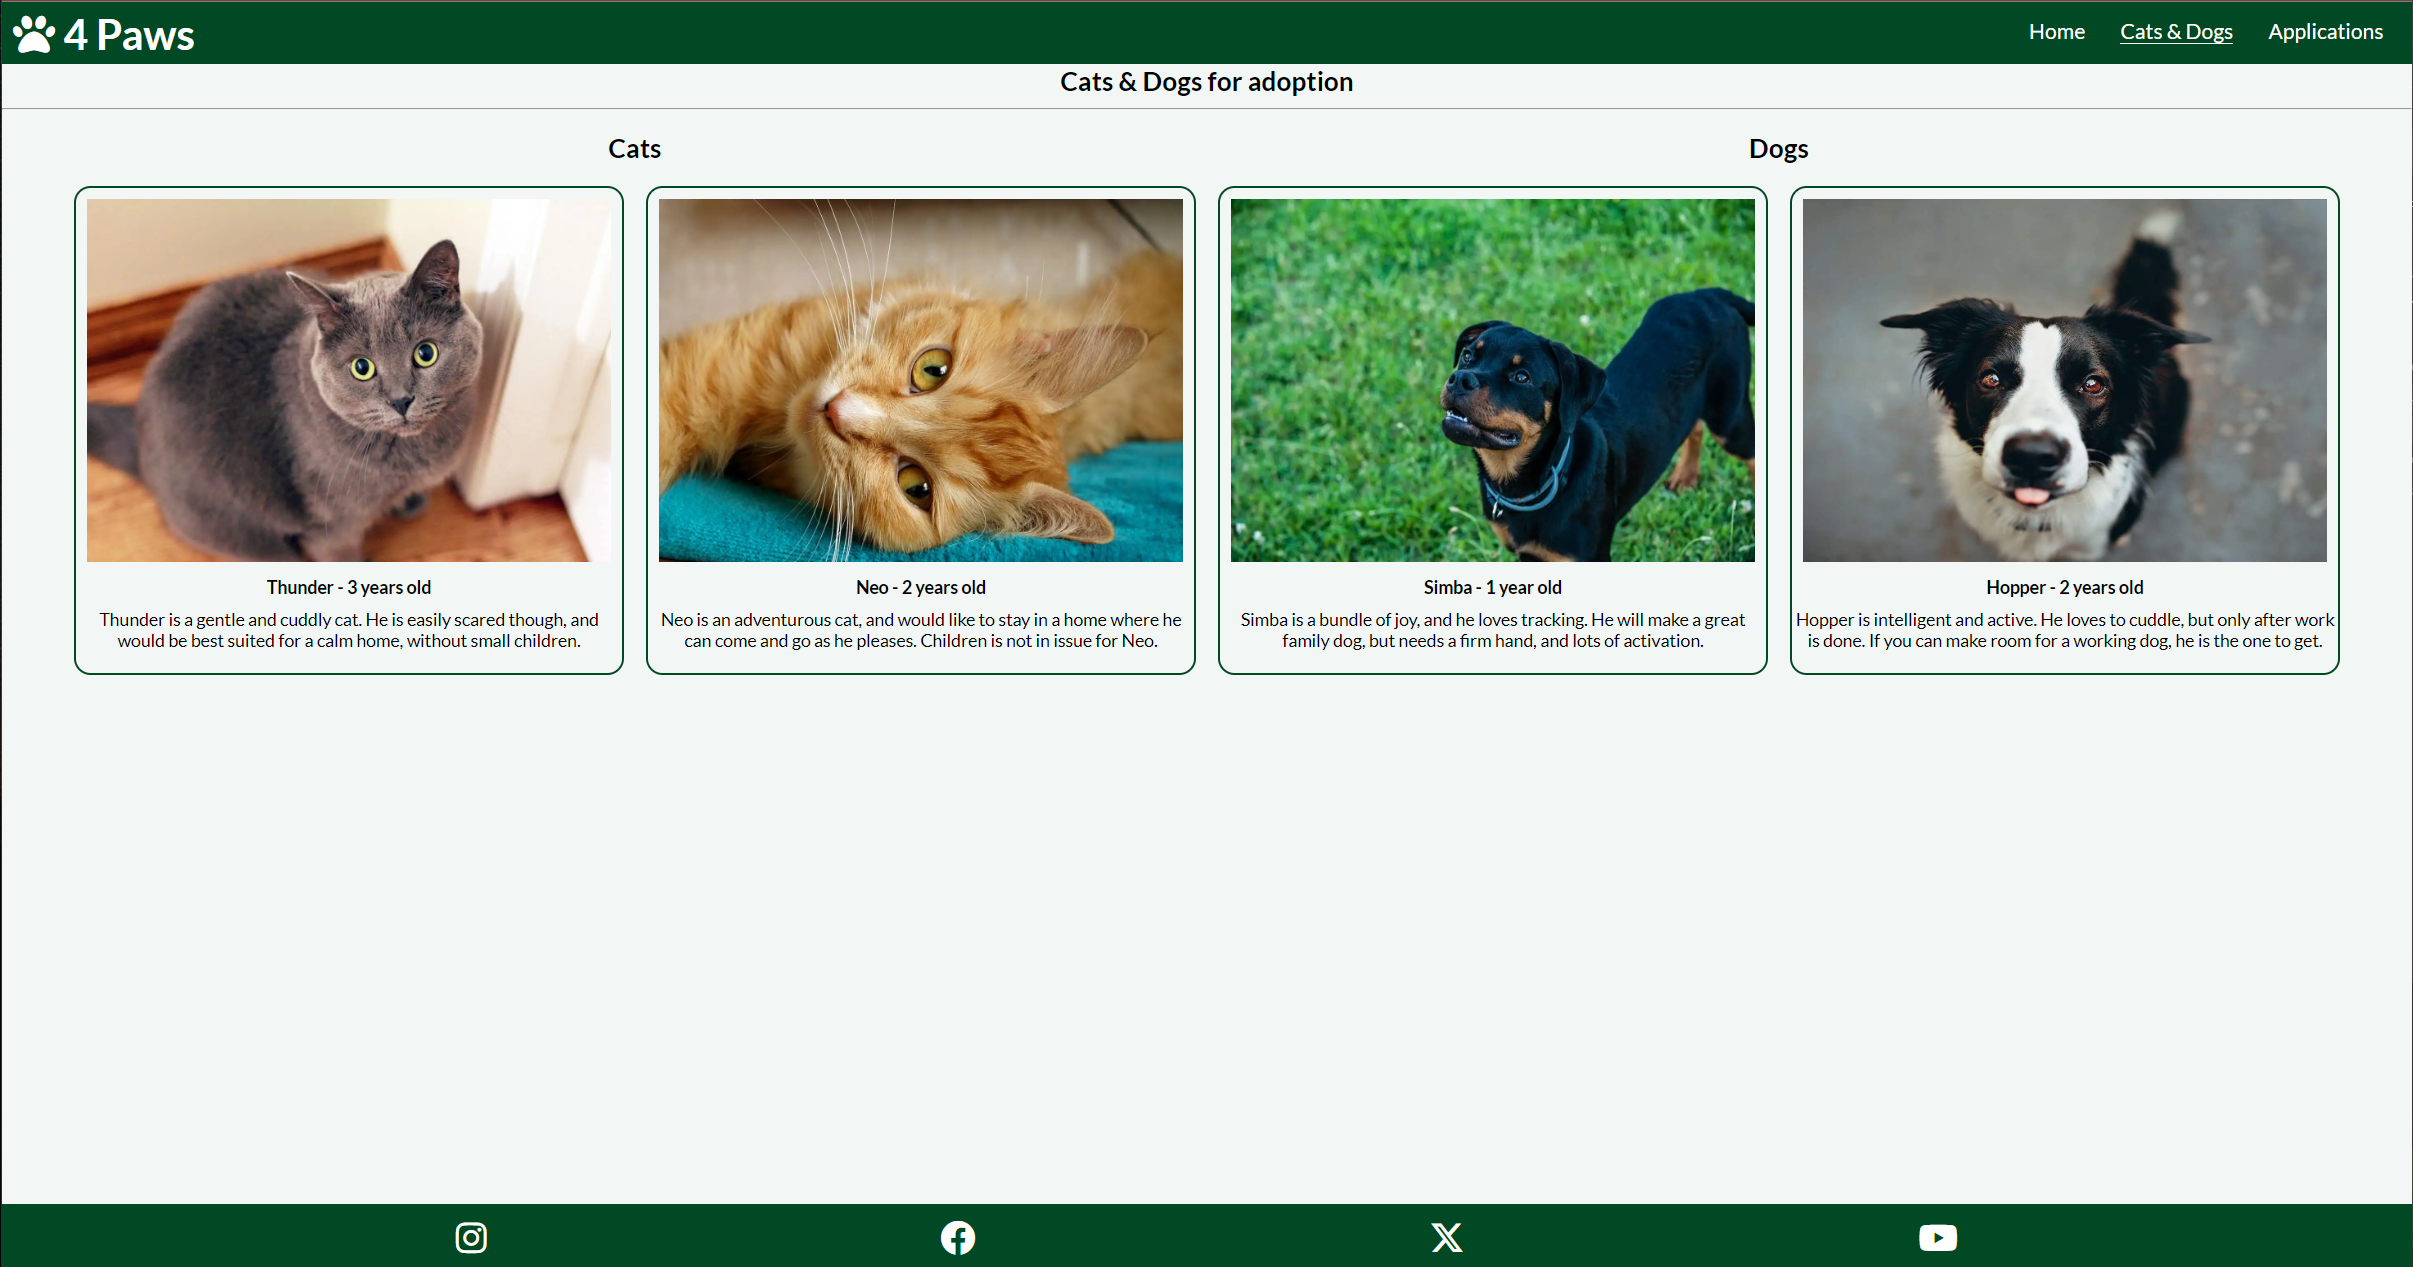 4 Paws
Home
Cats & Dogs
Applications
Cats & Dogs for adoption
Cats
Dogs
Thunder - 3 years old
Thunder is a gentle and cuddly cat. He is easily scared though, and
would be best suited for a calm home, without small children.
Neo - 2 years old
Neo is an adventurous cat, and would like to stay in a home where he
can come and go as he pleases. Children is not in issue for Neo.
Simba - 1 year old
Simba is a bundle of joy, and he loves tracking. He will make a great
family dog, but needs a firm hand, and lots of activation.
Hopper - 2 years old
Hopper is intelligent and active. He loves to cuddle, but only after work
is done. If you can make room for a working dog, he is the one to get.